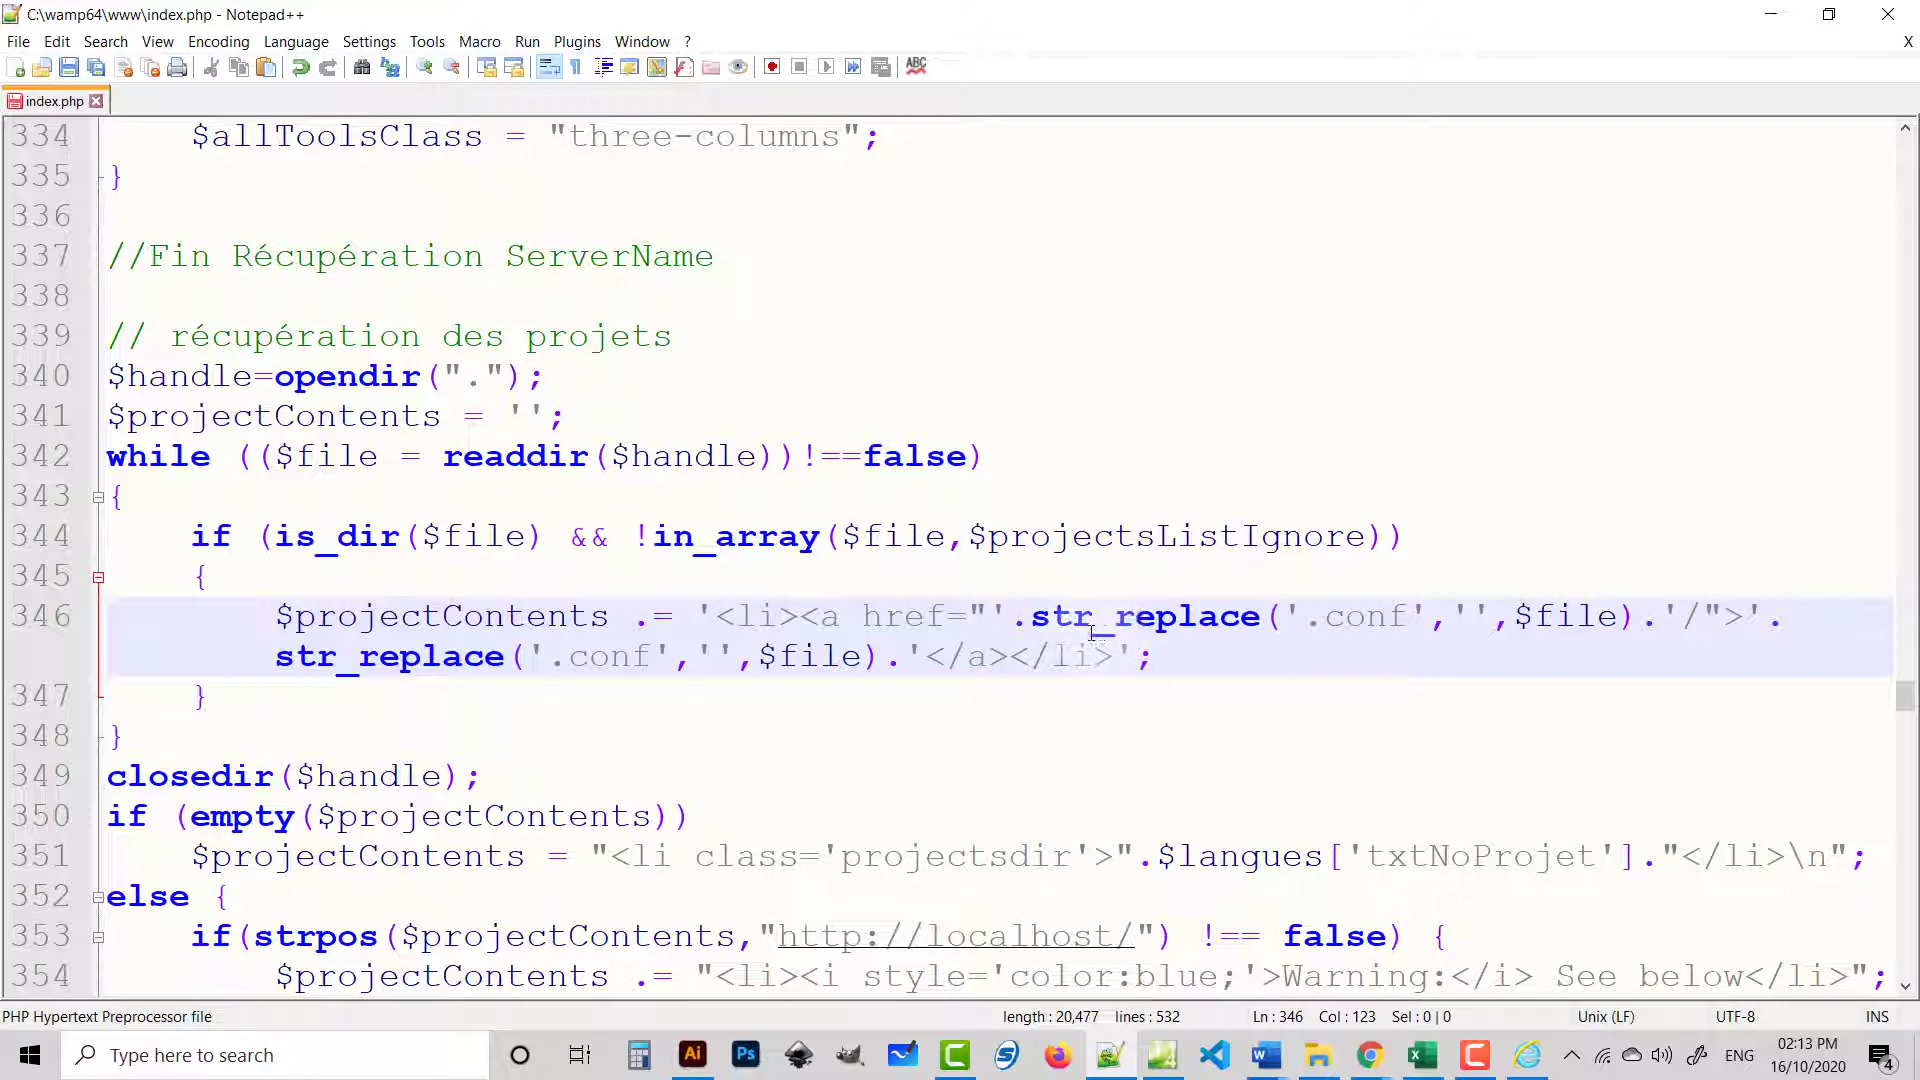 C:\wamp64\www\index.php - Notepad++
File Edit Search View Encoding Language Settings Tools Macro Run Plugins Window ?
X
ABC
index.php
334 $allToolsClass = "three-columns";
335 }
336
337 //Fin Récupération ServerName
338
339 // récupération des projets
340 $handle=opendir(".");
341 $projectContents = '';
342 while (($file = readdir($handle))!==false)
343 {
344 if (is_dir($file) && !in_array($file,$projectsListIgnore))
345 {
346 $projectContents .= '<li><a href="'.str_replace('.conf','',$file).'/">'.
str_replace('.conf','',$file).'</a></li>';
347 }
348 }
349 closedir($handle);
350 if (empty($projectContents))
351 $projectContents = "<li class='projectsdir'>".$langues['txtNoProjet']."</li>\n";
352 else {
353 if(strpos($projectContents,"http://localhost/") !== false) {
354 $projectContents .= "<li><i style='color:blue;'>Warning:</i> See below</li>";
PHP Hypertext Preprocessor file length : 20,477 lines : 532 Ln : 346 Col : 123 Sel : 0 | 0 Unix (LF) UTF-8 INS
Type here to search
Ai
Ps
ENG
02:13 PM
16/10/2020
4